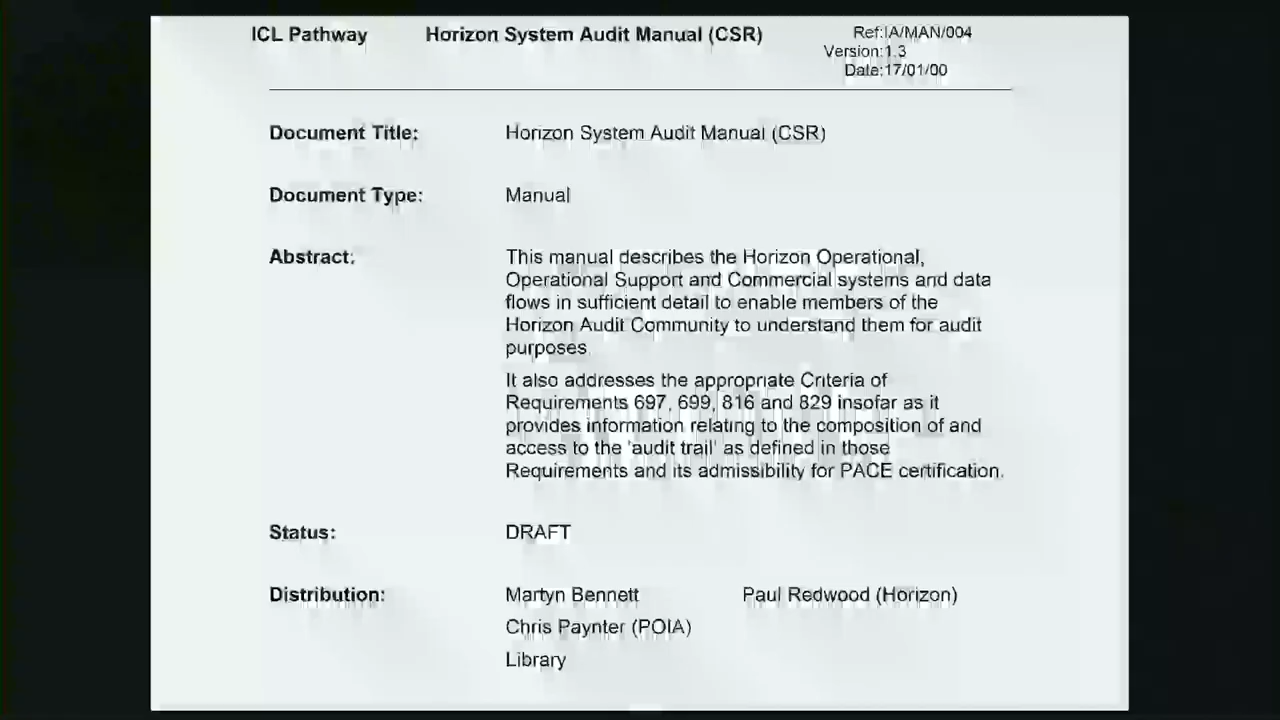 ICL Pathway Horizon System Audit Manual (CSR) Ref:IA/MAN/004
Version:1.3
Date:17/01/00
Document Title: Horizon System Audit Manual (CSR)
Document Type: Manual
Abstract: This manual describes the Horizon Operational,
Operational Support and Commercial systems and data
flows in sufficient detail to enable members of the
Horizon Audit Community to understand them for audit
purposes.
It also addresses the appropriate Criteria of
Requirements 697, 699, 816 and 829 insofar as it
provides information relating to the composition of and
access to the 'audit trail' as defined in those
Requirements and its admissibility for PACE certification.
Status: DRAFT
Distribution: Martyn Bennett Paul Redwood (Horizon)
Chris Paynter (POIA)
Library